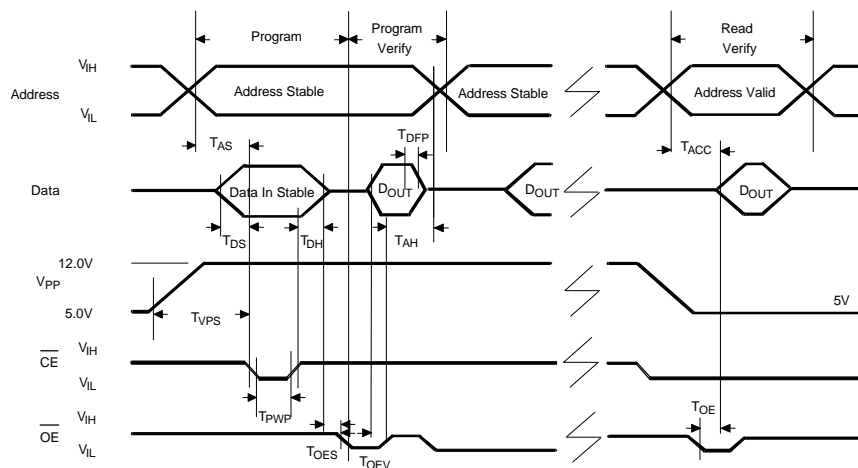 Program
Program
Verify
Read
Verify
VIH
Address
Address Stable
Address Stable
Address Valid
VIL
TAS
TDFP
TACC
Data
Data In Stable
DOUT
DOUT
DOUT
TDS
TDH
TAH
12.0V
VPP
5.0V
TVPS
5V
VIH
CE
VIL
TPWP
VIH
OE
VIL
TOES
TOEV
TOE